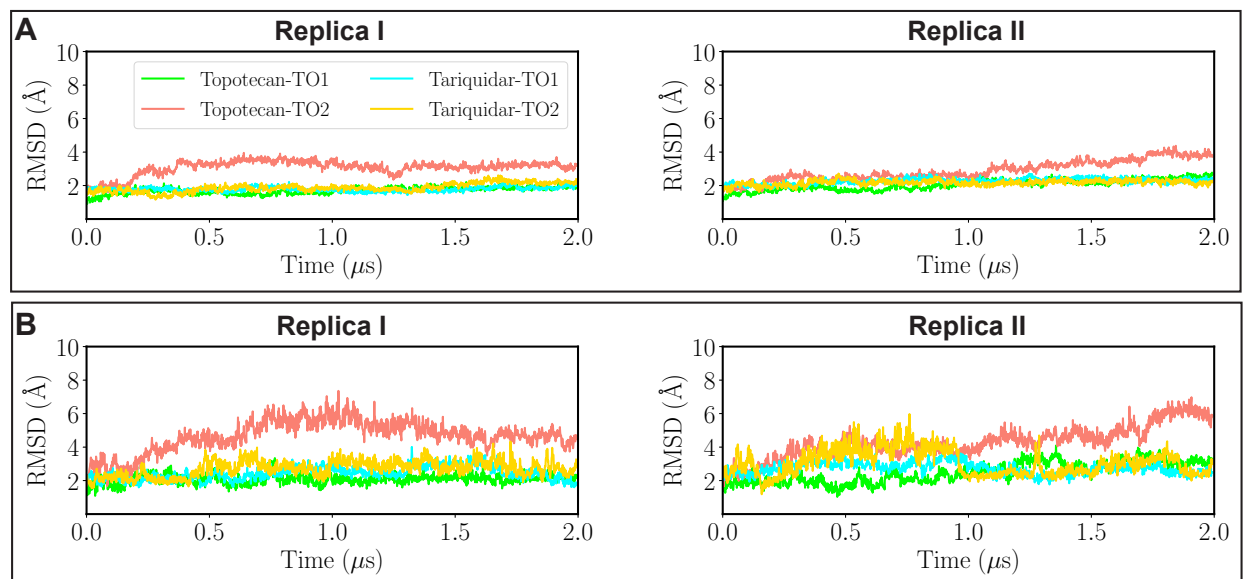 A
Replica I
Replica II
10
8
6
4
2
RMSD (Å)
Topotecan-TO1
Topotecan-TO2
Tariquidar-TO1
Tariquidar-TO2
0.0 0.5 1.0 1.5 2.0
Time (μs)
10
8
6
4
2
RMSD (Å)
0.0 0.5 1.0 1.5 2.0
Time (μs)
B
Replica I
Replica II
10
8
6
4
2
RMSD (Å)
0.0 0.5 1.0 1.5 2.0
Time (μs)
10
8
6
4
2
RMSD (Å)
0.0 0.5 1.0 1.5 2.0
Time (μs)